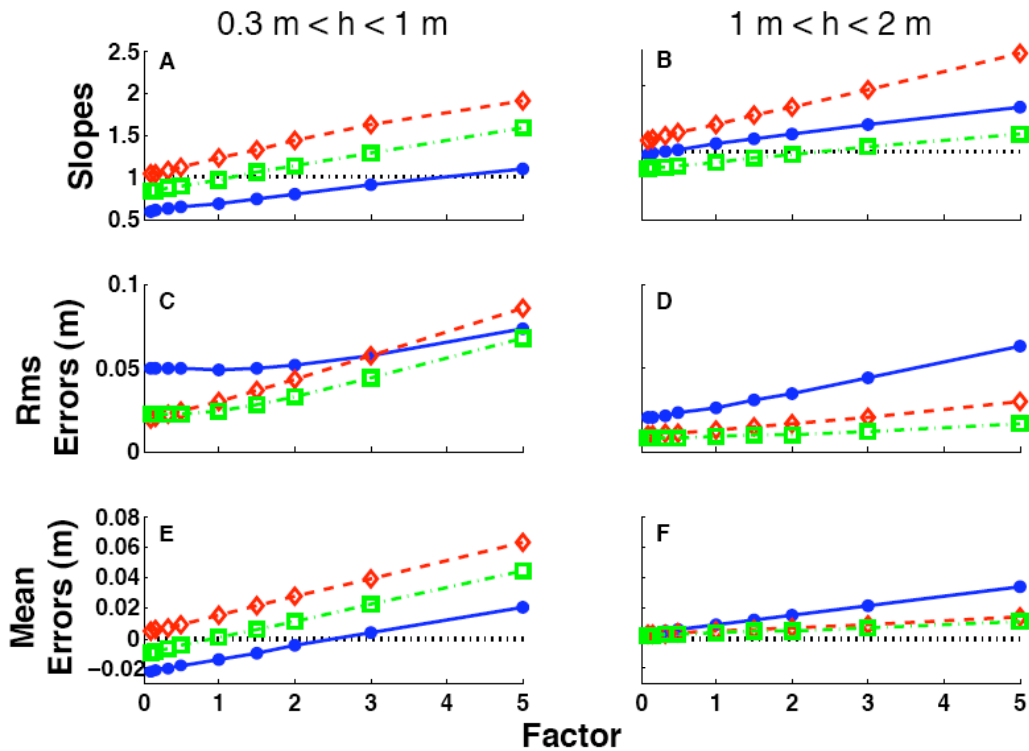 0.3 m < h < 1 m
1 m < h < 2 m
Slopes
2.5
2
1.5
1
0.5
A
B
Rms
Errors (m)
0.1
0.05
0
C
D
Mean
Errors (m)
0.08
0.06
0.04
0.02
0
−0.02
E
F
0 1 2 3 4 5
0 1 2 3 4 5
Factor